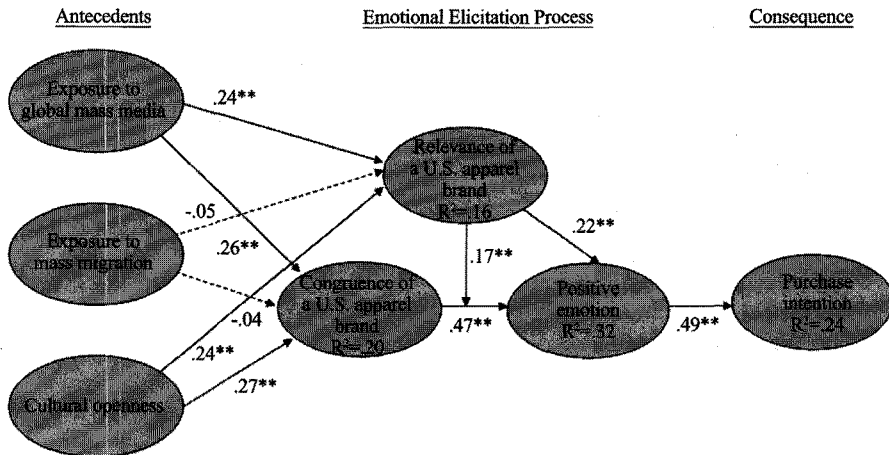 Antecedents
Emotional Elicitation Process
Consequence
Exposure to
global mass media
.24**
Relevance of
a U.S. apparel
brand
R²=.16
-.05
Exposure to
mass migration
.26**
.17**
.22**
Congruence of
a U.S. apparel
brand
R²=.20
-.04
.47**
Positive
emotion
R²=.32
.49**
Purchase
intention
R²=.24
.24**
.27**
Cultural openness